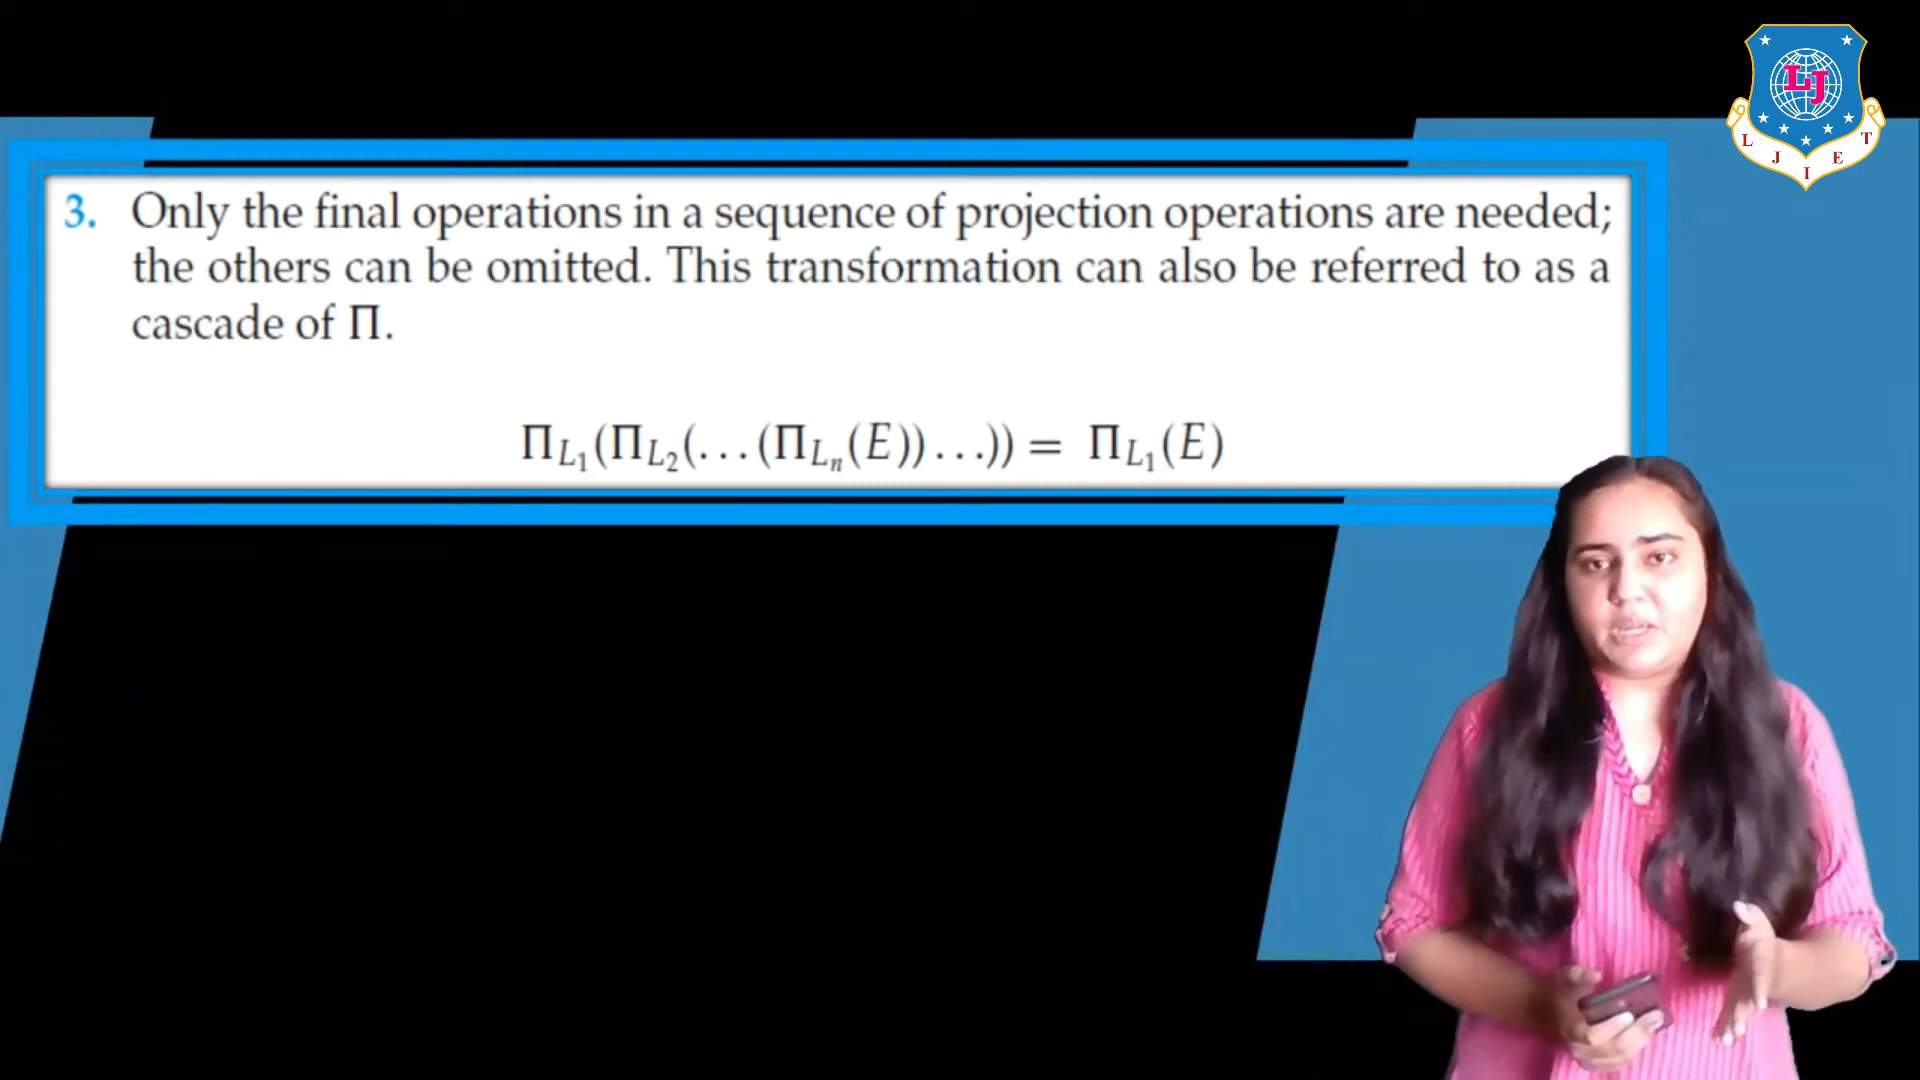 3. Only the final operations in a sequence of projection operations are needed;
the others can be omitted. This transformation can also be referred to as a
cascade of Π.
Π_{L_1}(Π_{L_2}(...(Π_{L_n}(E))...)) = Π_{L_1}(E)
LJ
L J I E T